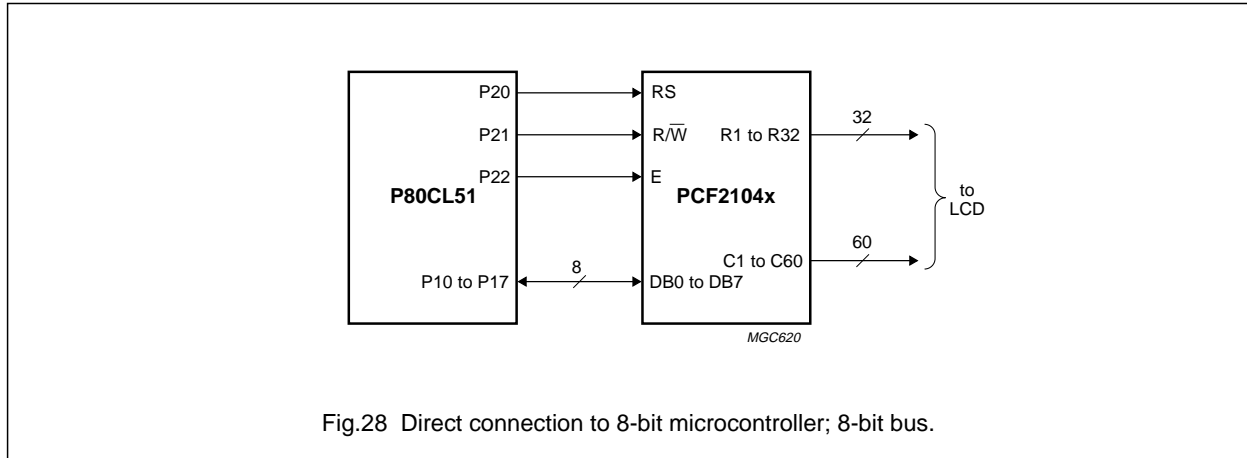 P20 RS
32
P21 R/W̅ R1 to R32
P22 E
P80CL51 PCF2104x
to
LCD
60
C1 to C60
8
P10 to P17 DB0 to DB7
MGC620
Fig.28 Direct connection to 8-bit microcontroller; 8-bit bus.